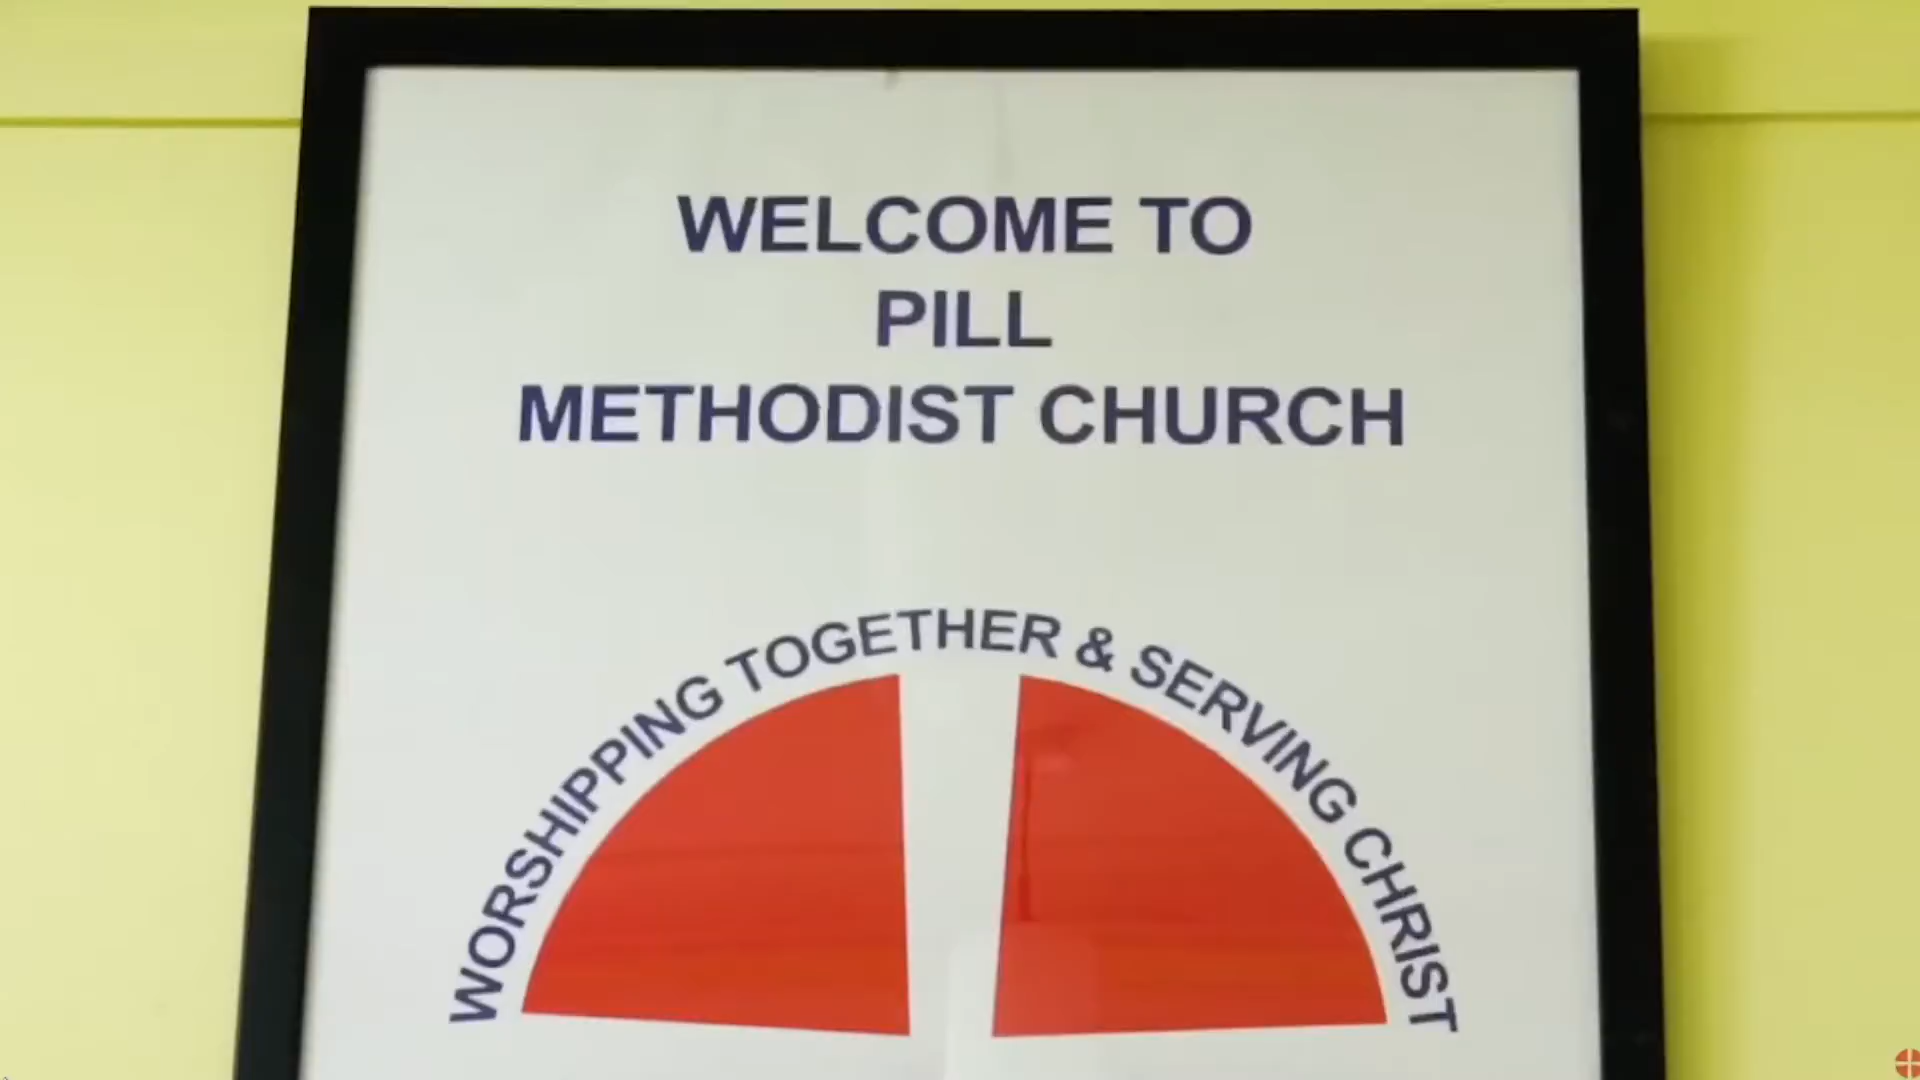 WELCOME TO
PILL
METHODIST CHURCH
WORSHIPPING TOGETHER & SERVING CHRIST